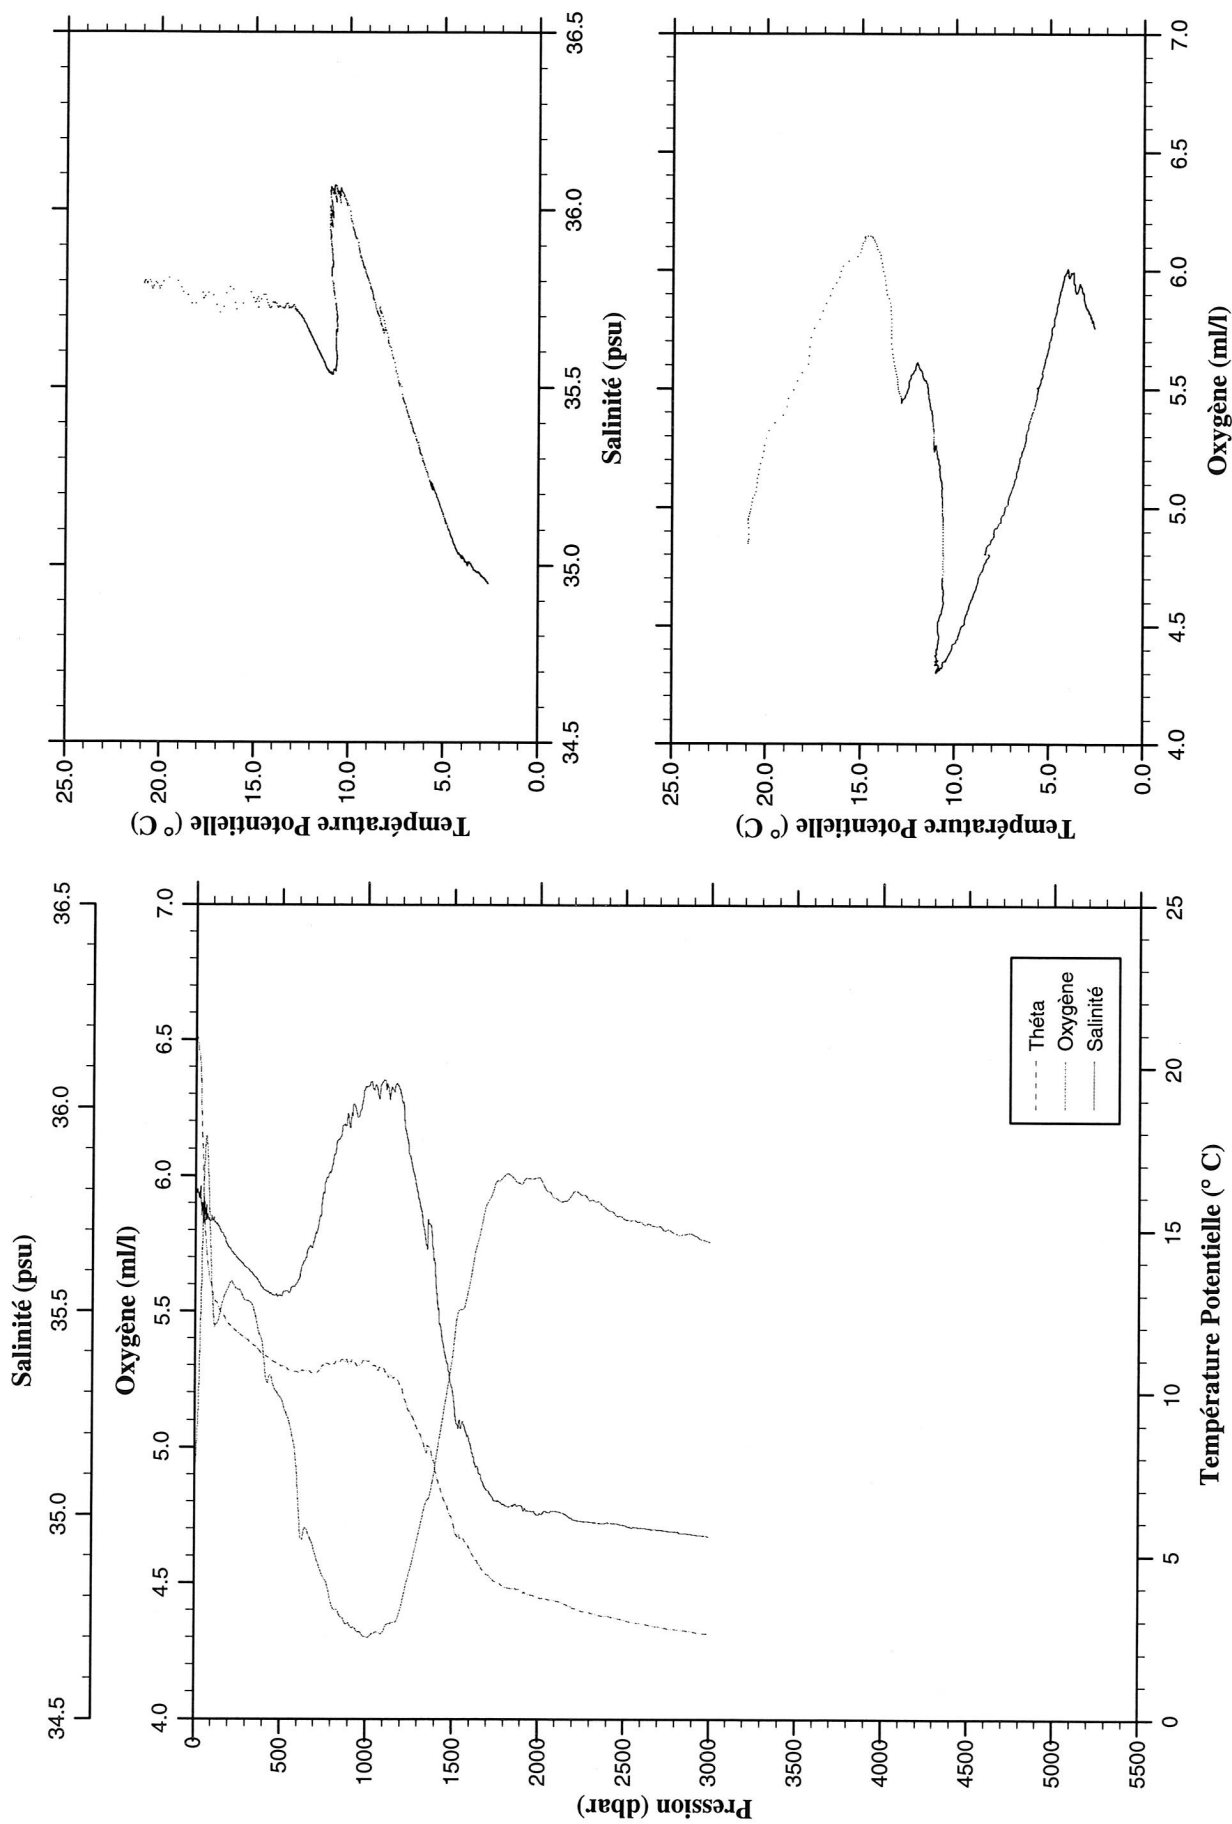 Salinité (psu)
34.5 35.0 35.5 36.0 36.5
Oxygène (ml/l)
4.0 4.5 5.0 5.5 6.0 6.5 7.0
Pression (dbar)
0
500
1000
1500
2000
2500
3000
3500
4000
4500
5000
5500
Théta
Oxygène
Salinité
0 5 10 15 20 25
Température Potentielle (° C)
Température Potentielle (° C)
25.0
20.0
15.0
10.0
5.0
0.0
34.5 35.0 35.5 36.0 36.5
Salinité (psu)
Température Potentielle (° C)
25.0
20.0
15.0
10.0
5.0
0.0
4.0 4.5 5.0 5.5 6.0 6.5 7.0
Oxygène (ml/l)